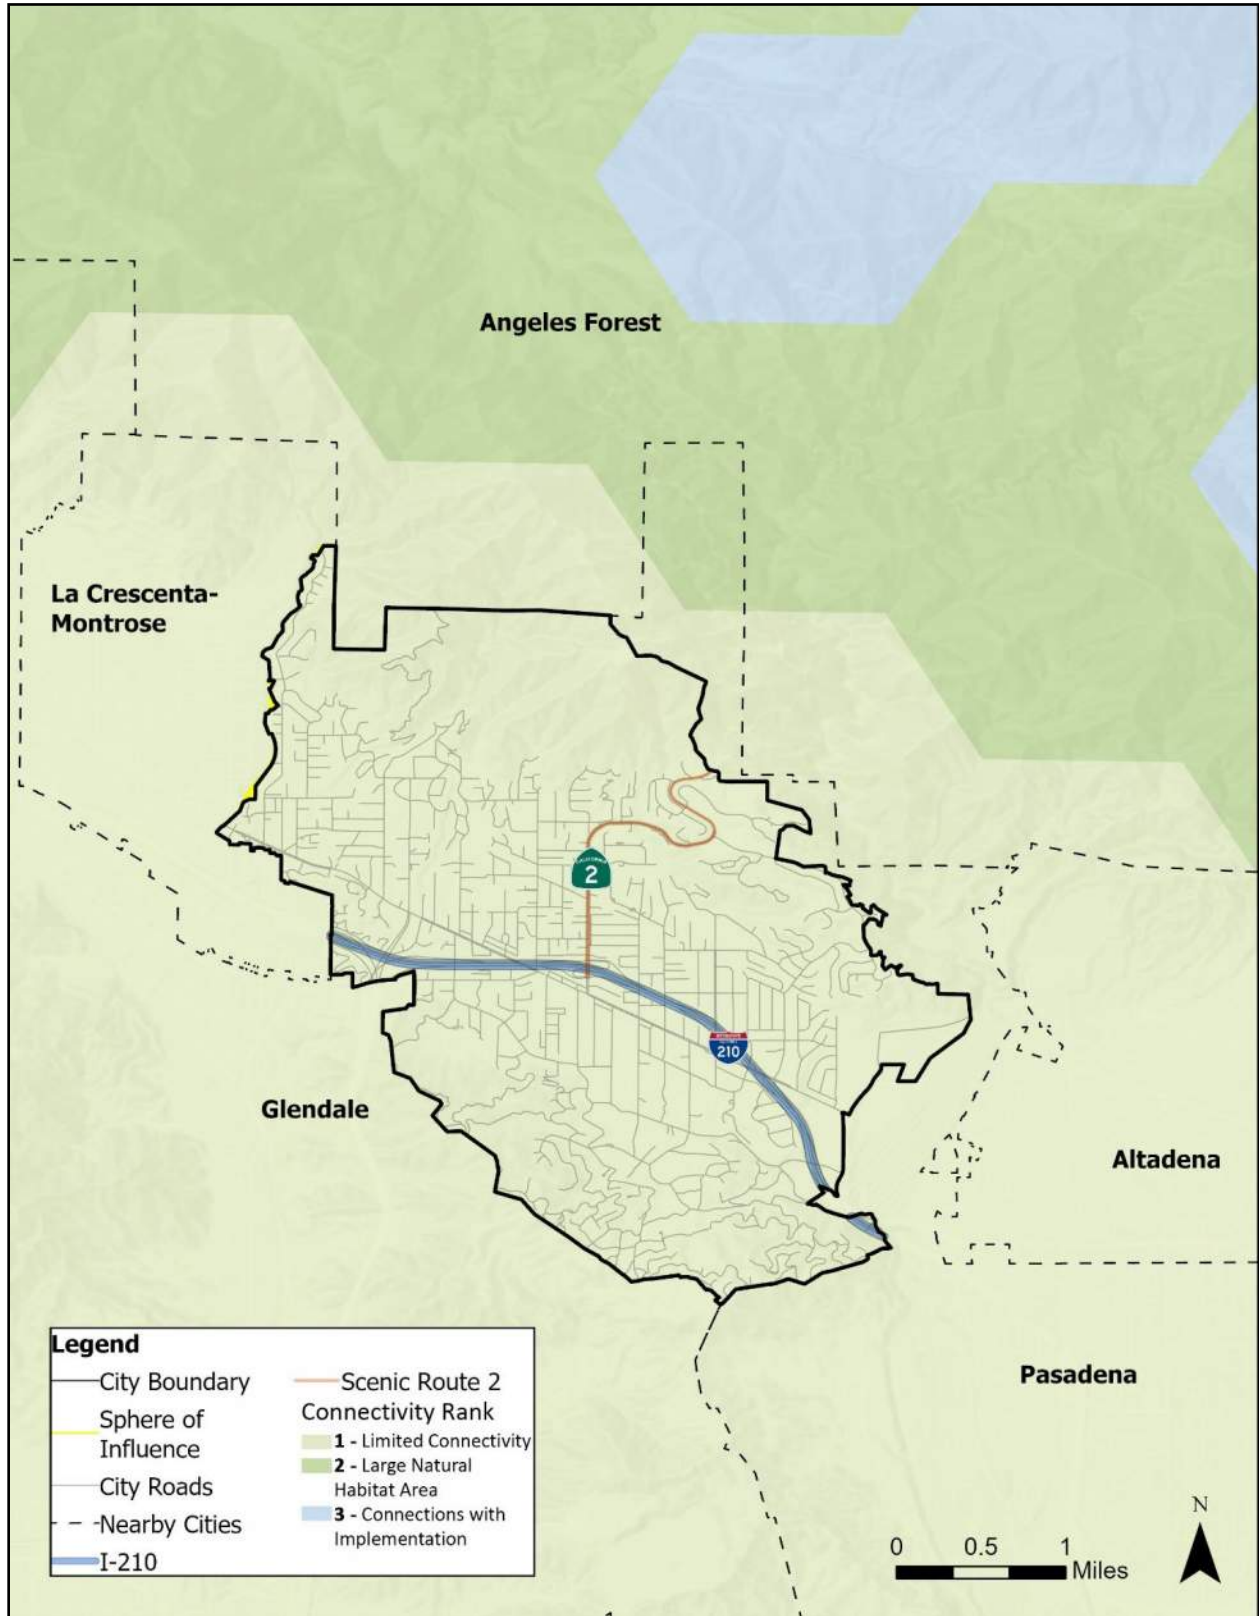 Angeles Forest
La Crescenta-
Montrose
CALIFORNIA
2
INTERSTATE
210
Glendale
Altadena
Pasadena
Legend
City Boundary
Sphere of
Influence
City Roads
Nearby Cities
I-210
Scenic Route 2
Connectivity Rank
1 - Limited Connectivity
2 - Large Natural
Habitat Area
3 - Connections with
Implementation
N
0 0.5 1
Miles